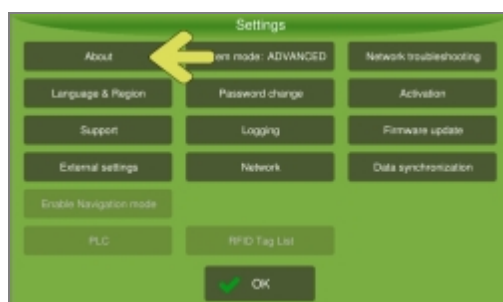 Settings
About
em mode: ADVANCED
Network troubleshooting
Language & Region
Password change
Activation
Support
Logging
Firmware update
External settings
Network
Data synchronization
Enable Navigation mode
PLC
RFID Tag List
OK